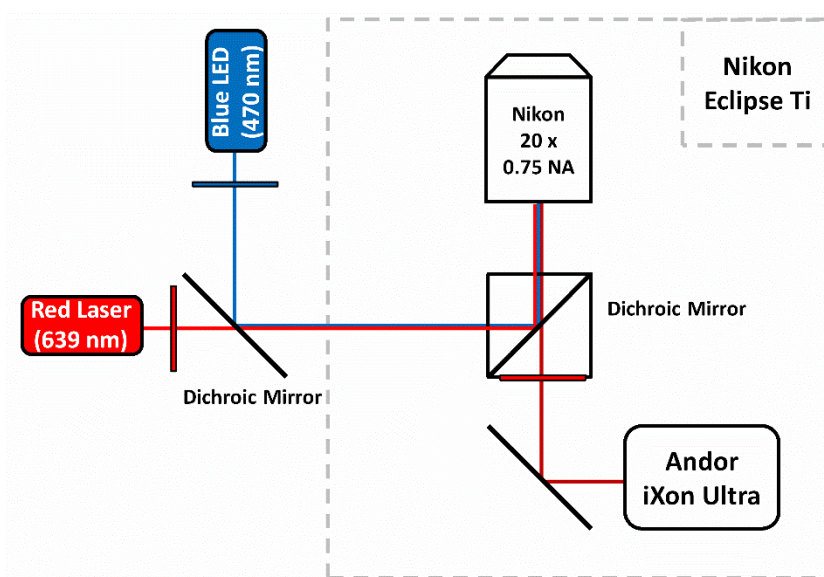 Blue LED
(470 nm)
Nikon
Eclipse Ti
Nikon
20 x
0.75 NA
Red Laser
(639 nm)
Dichroic Mirror
Dichroic Mirror
Andor
iXon Ultra